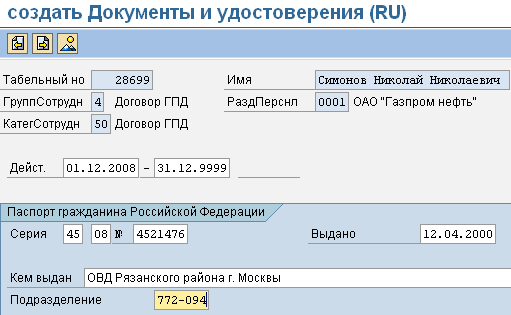 создать Документы и удостоверения (RU)
Табельный но 28699 Имя Симонов Николай Николаевич
ГруппСотрудн 4 Договор ГПД РаздПерснл 0001 ОАО "Газпром нефть"
КатегСотрудн 50 Договор ГПД
Дейст. 01.12.2008 - 31.12.9999
Паспорт гражданина Российской Федерации
Серия 45 08 № 4521476 Выдано 12.04.2000
Кем выдан ОВД Рязанского района г. Москвы
Подразделение 772-094